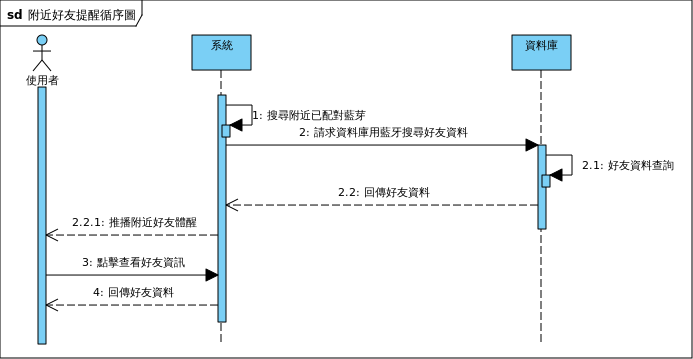 sd 附近好友提醒循序圖
系統
資料庫
使用者
1: 搜尋附近已配對藍芽
2: 請求資料庫用藍牙搜尋好友資料
2.1: 好友資料查詢
2.2: 回傳好友資料
2.2.1: 推播附近好友體醒
3: 點擊查看好友資訊
4: 回傳好友資料